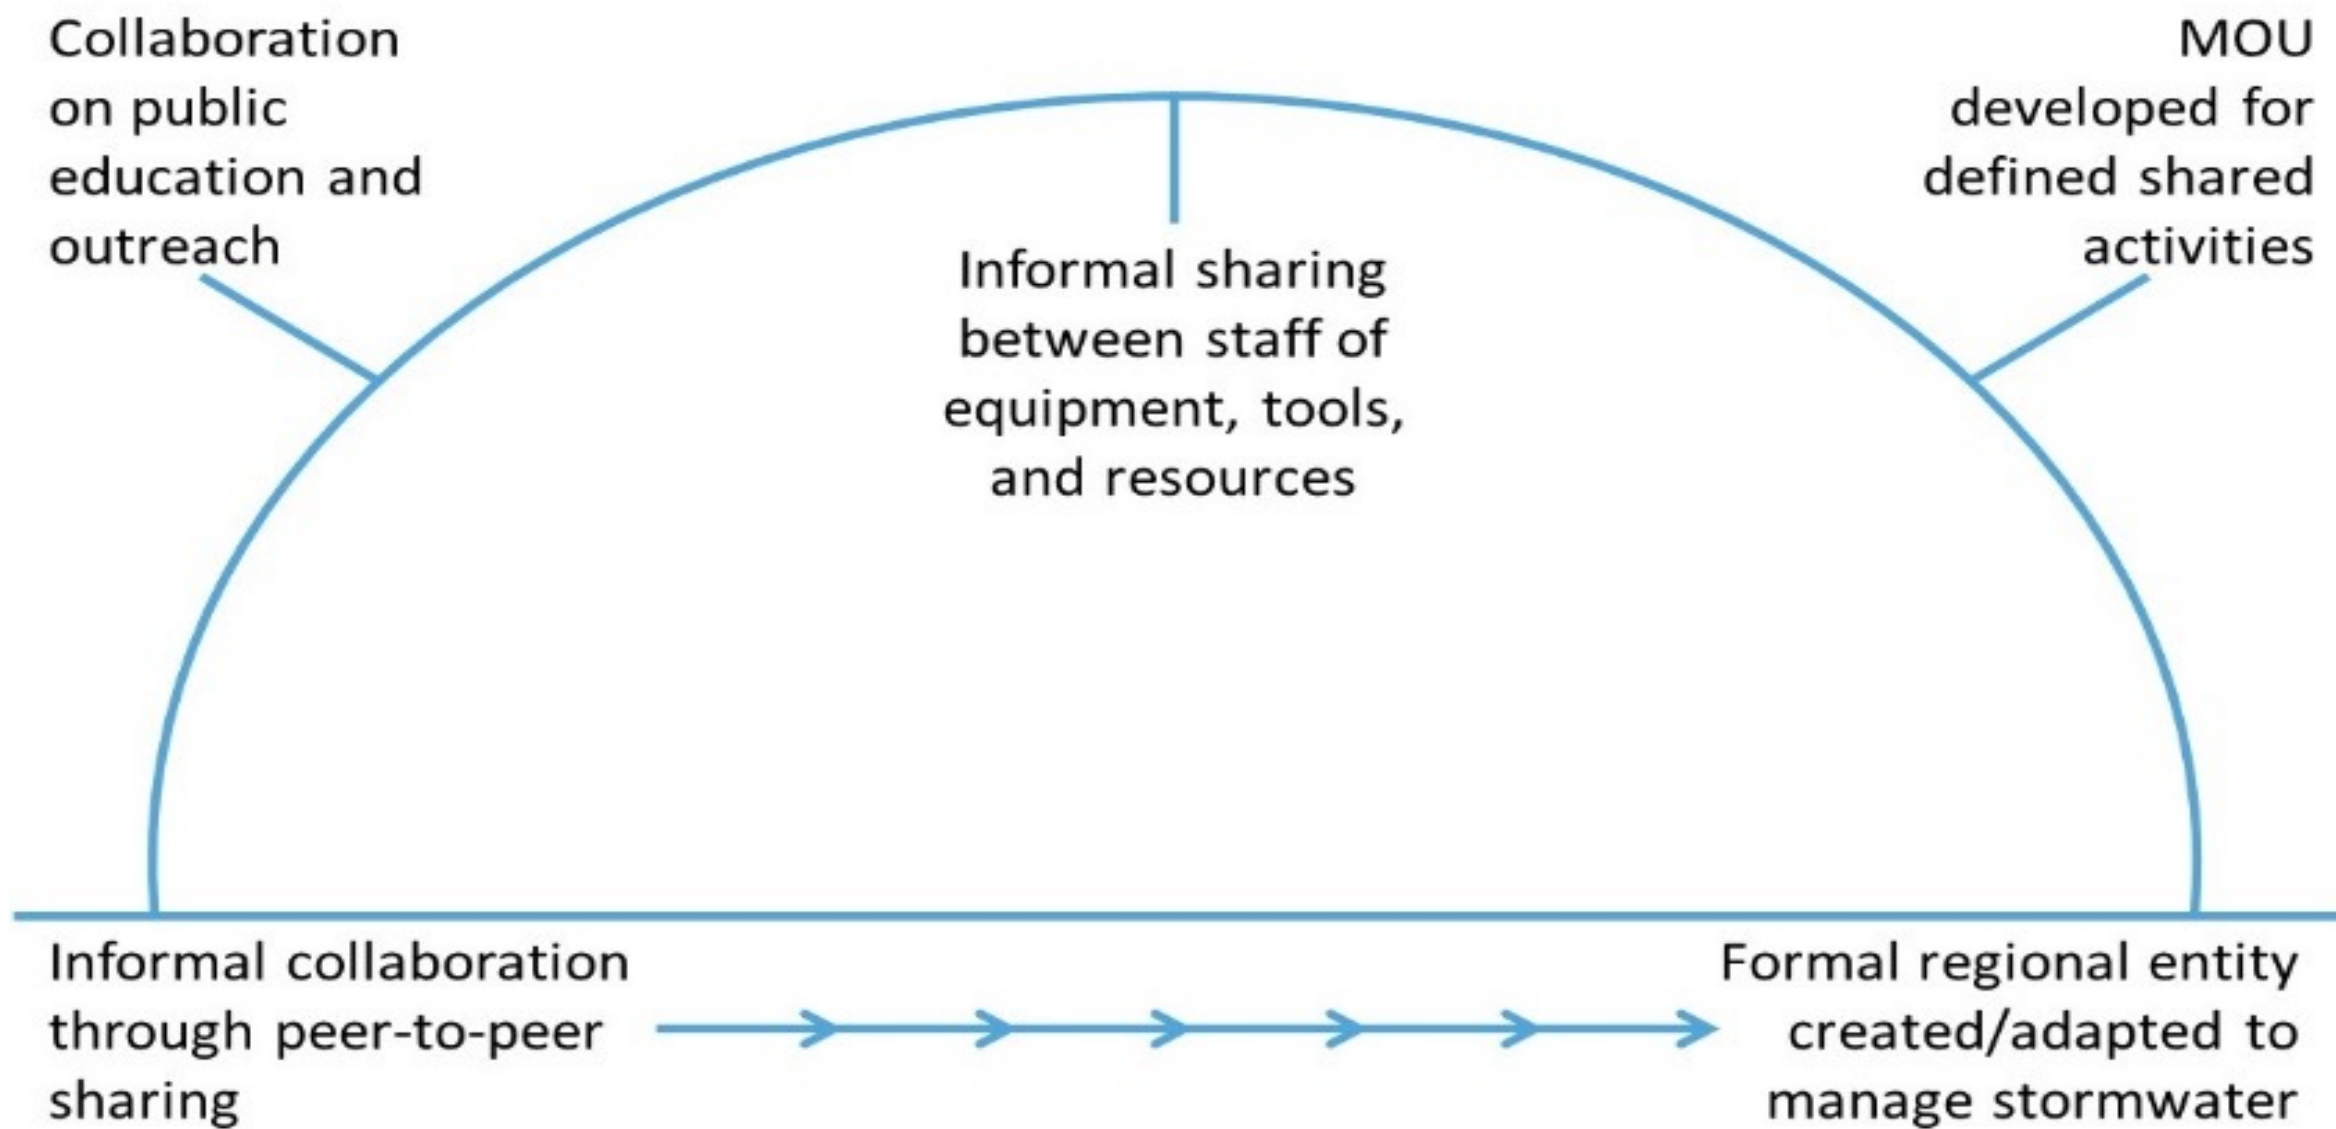 Collaboration
on public
education and
outreach
MOU
developed for
defined shared
activities
Informal sharing
between staff of
equipment, tools,
and resources
Informal collaboration
through peer-to-peer
sharing
Formal regional entity
created/adapted to
manage stormwater